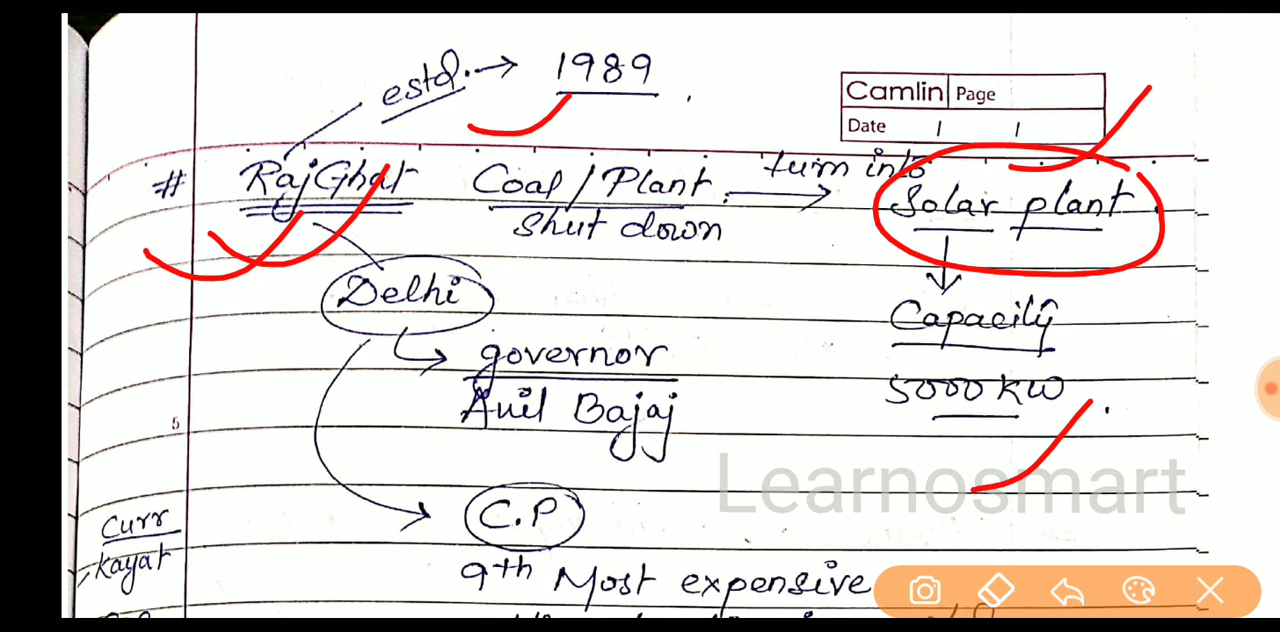 estd. → 1989
Camlin Page
Date / /
# RajGhat Coal / Plant → turn into Solar plant.
Shut down
Delhi
Capacity
governor
5000 KW.
Anil Bajaj
5
Learnosmart
C.P
Curr
kayat
9th Most expensive